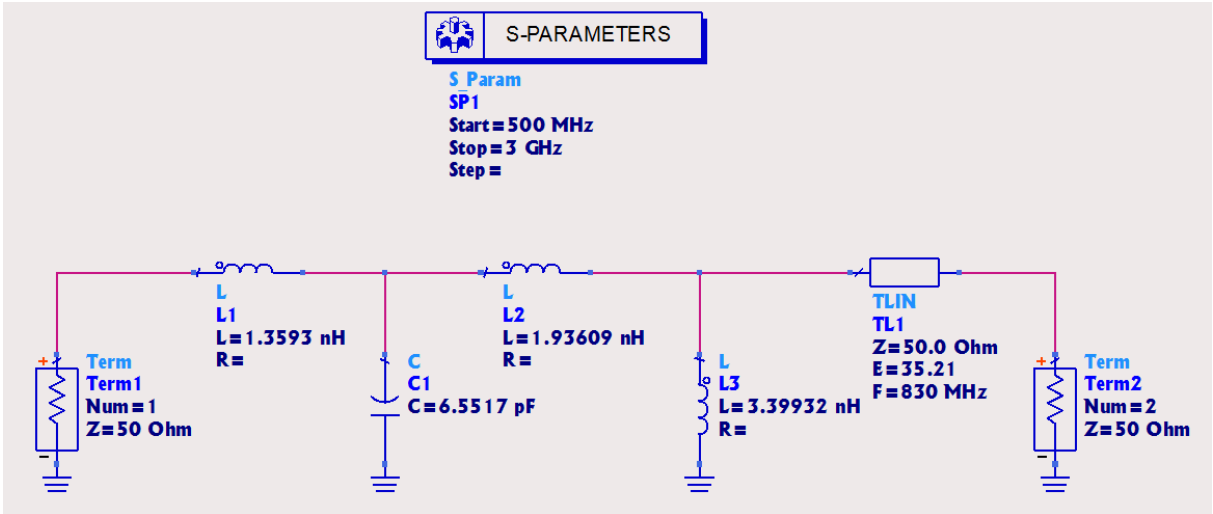 S-PARAMETERS
S_Param
SP1
Start=500 MHz
Stop=3 GHz
Step=
L
L1
L=1.3593 nH
R=
L
L2
L=1.93609 nH
R=
TLIN
TL1
Z=50.0 Ohm
E=35.21
F=830 MHz
+
Term
Term1
Num=1
Z=50 Ohm
-
C
C1
C=6.5517 pF
L
L3
L=3.39932 nH
R=
+
Term
Term2
Num=2
Z=50 Ohm
-